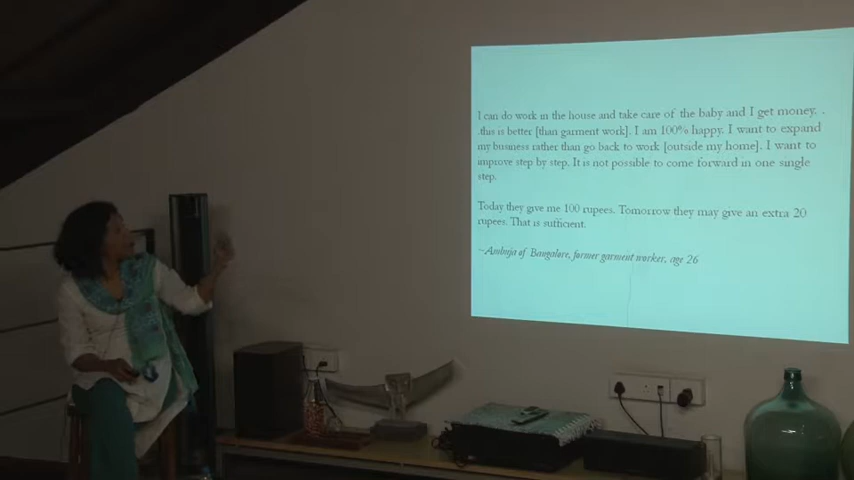 I can do work in the house and take care of the baby and I get money. .
.this is better [than garment work]. I am 100% happy. I want to expand
my business rather than go back to work [outside my home]. I want to
improve step by step. It is not possible to come forward in one single
step.
Today they give me 100 rupees. Tomorrow they may give an extra 20
rupees. That is sufficient.
~Ambuja of Bangalore, former garment worker, age 26